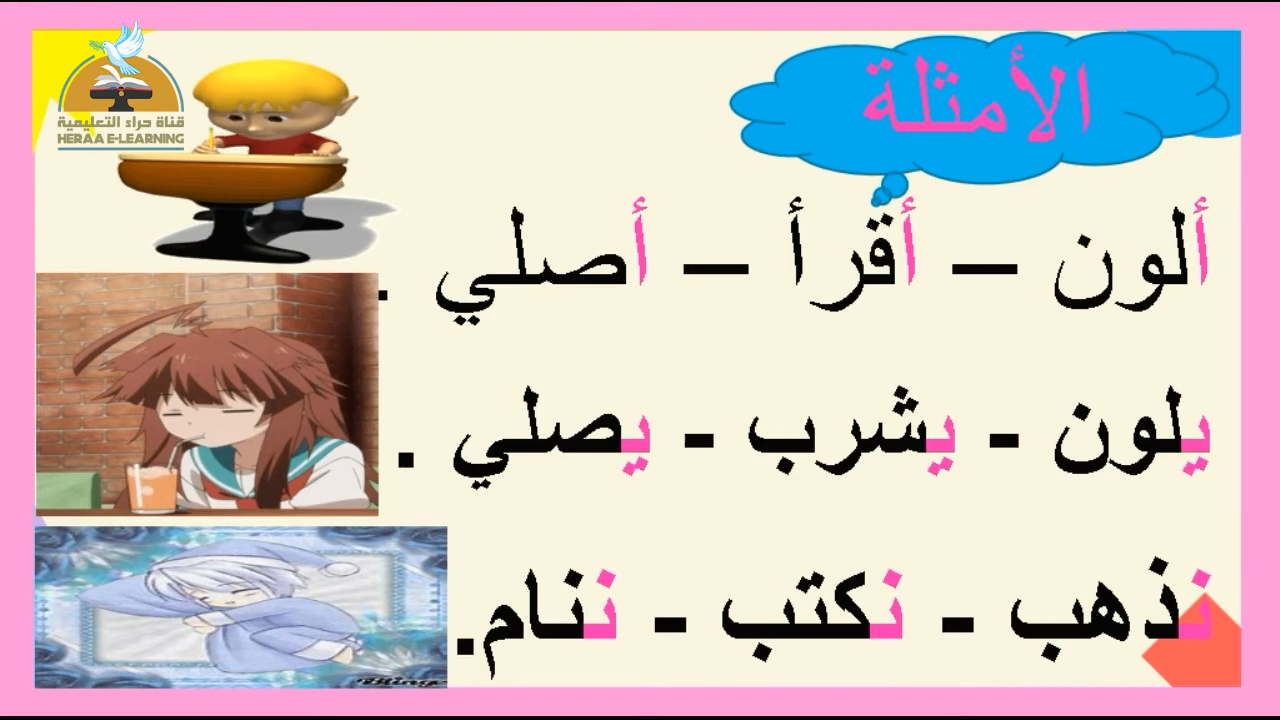 قناة حراء التعليمية
HERAA E-LEARNING
الأمثلة
ألون – أقرأ – أصلي .
يلون - يشرب - يصلي .
نذهب - نكتب - ننام.